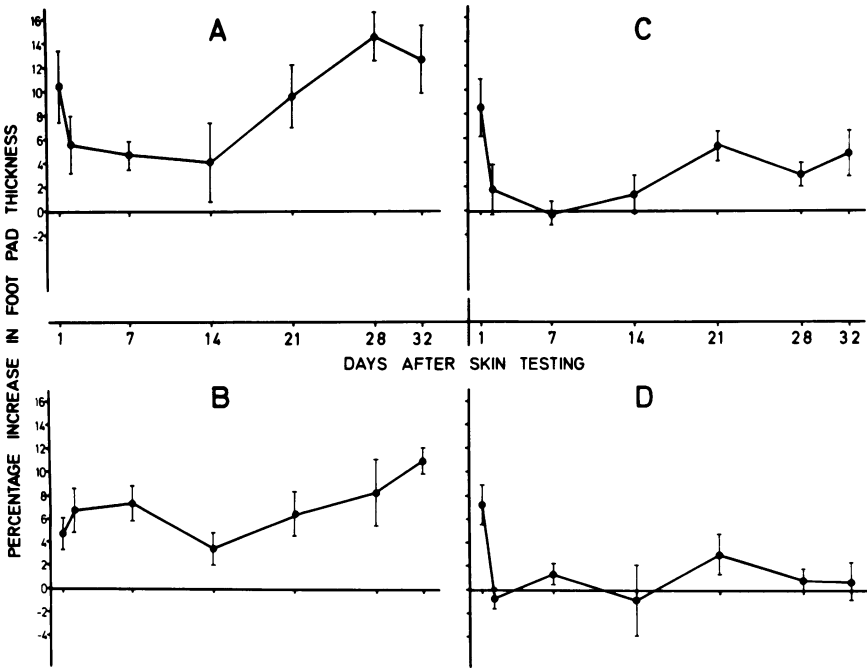 PERCENTAGE INCREASE IN FOOT PAD THICKNESS
A
16
14
12
10
8
6
4
2
0
-2
C
1 7 14 21 28 32
1 7 14 21 28 32
DAYS AFTER SKIN TESTING
B
16
14
12
10
8
6
4
2
0
-2
-4
D